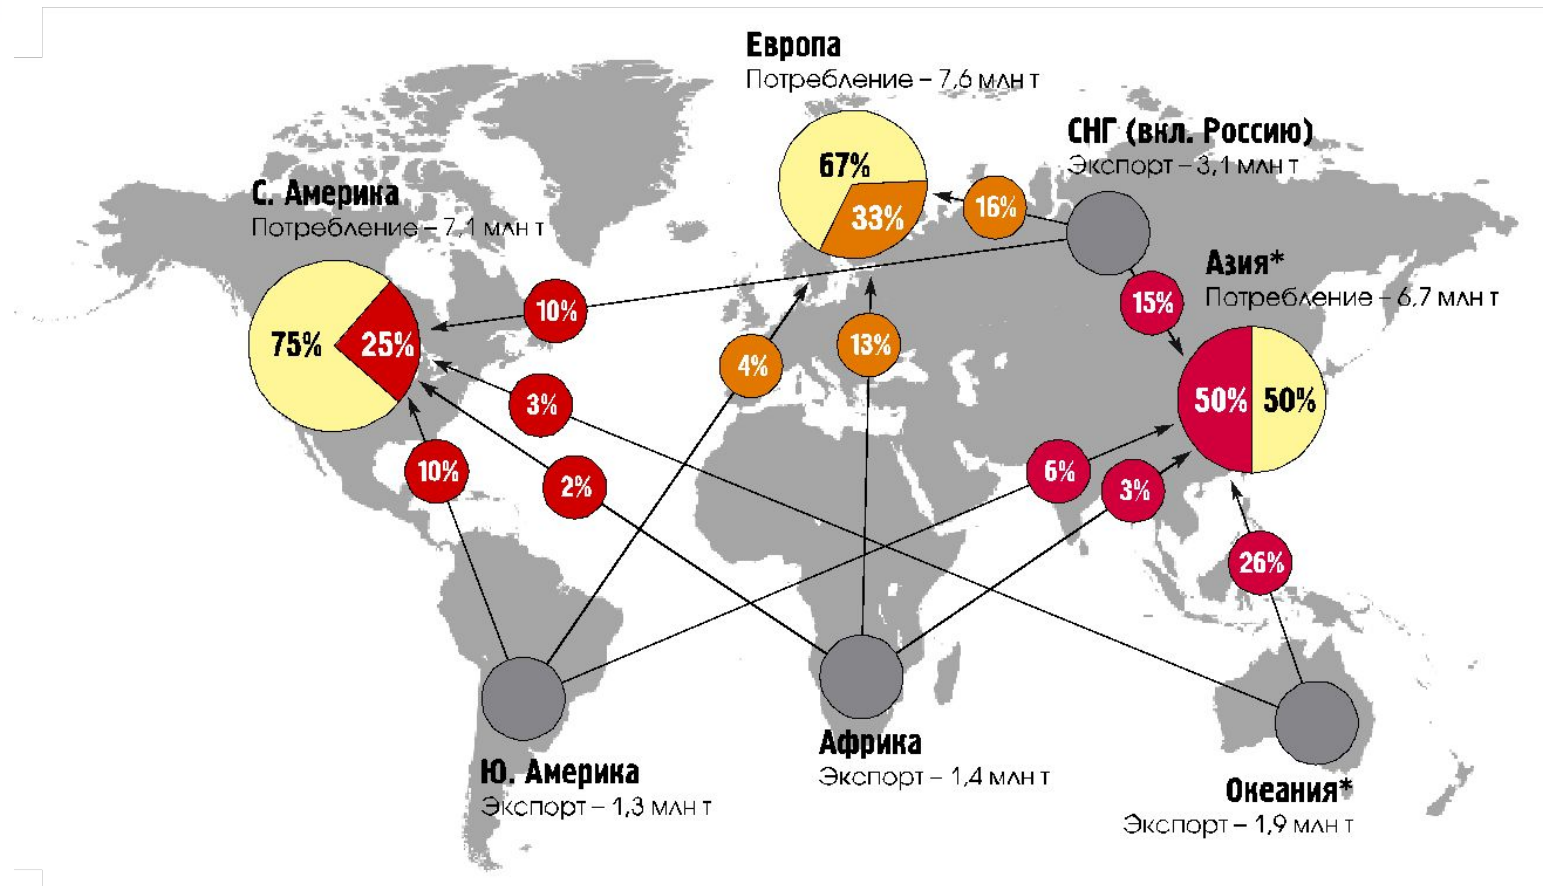 Европа
Потребление – 7,6 млн т
СНГ (вкл. Россию)
Экспорт – 3,1 млн т
67%
33%
16%
С. Америка
Потребление – 7,1 млн т
Азия*
Потребление – 6,7 млн т
10%
15%
75%
25%
4%
13%
3%
50%
50%
10%
2%
6%
3%
26%
Ю. Америка
Экспорт – 1,3 млн т
Африка
Экспорт – 1,4 млн т
Океания*
Экспорт – 1,9 млн т